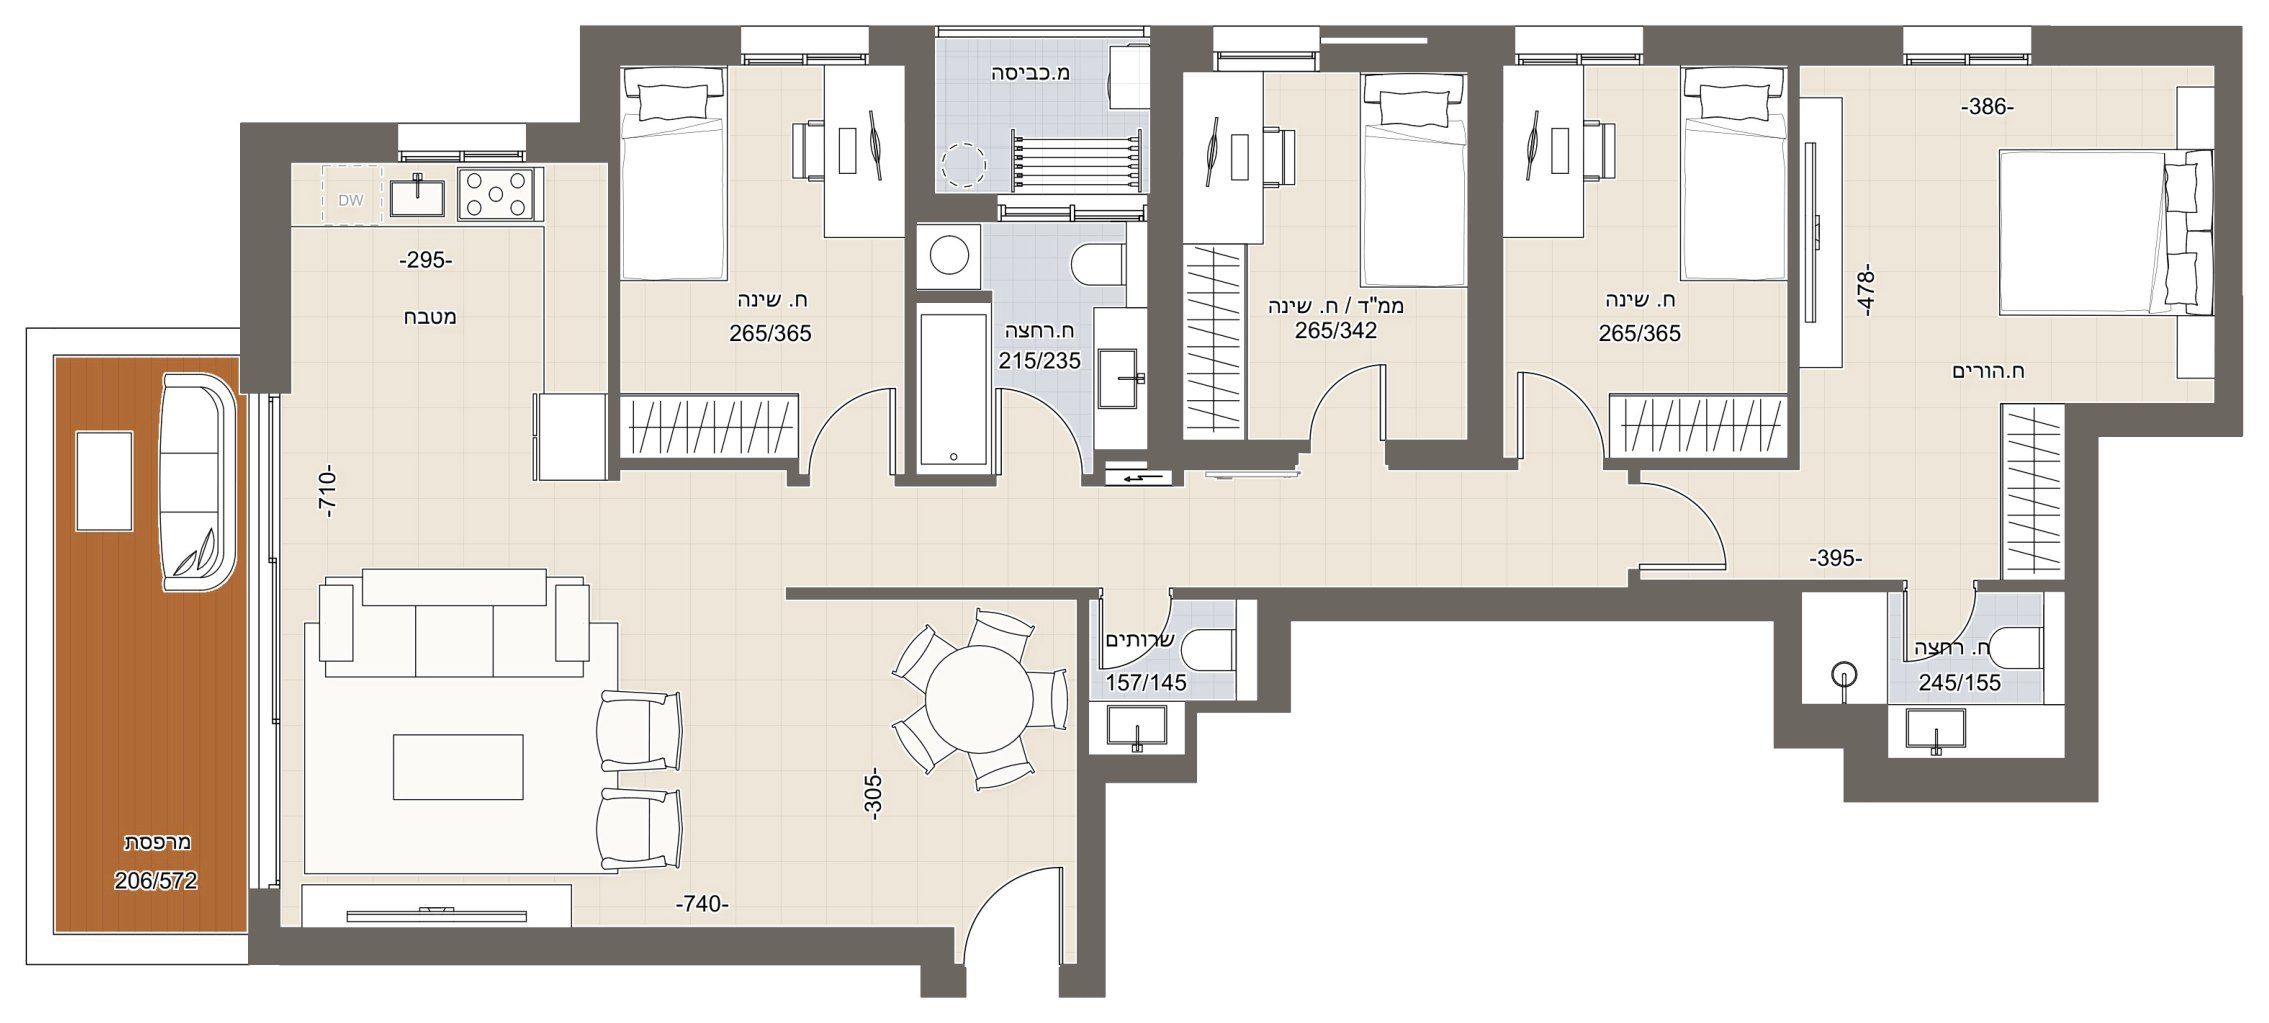 מ.כביסה
-386-
DW
-295-
מטבח
ח. שינה
265/365
ח.רחצה
215/235
ממ"ד / ח. שינה
265/342
ח. שינה
265/365
-478-
ח.הורים
-710-
-395-
שרותים
157/145
ח. רחצה
245/155
-305-
מרפסת
206/572
-740-